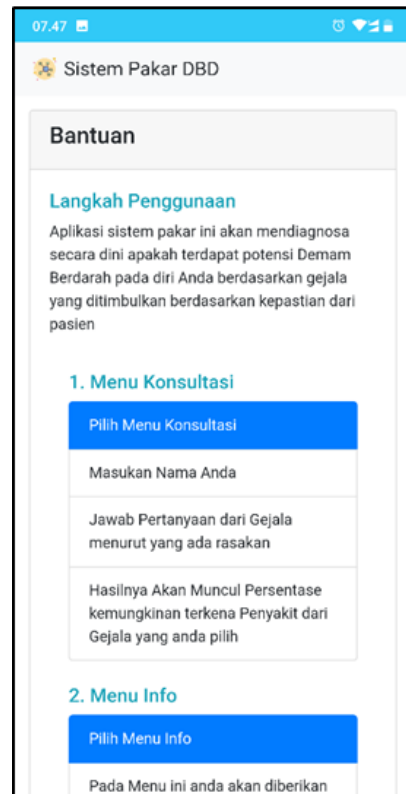 07.47
Sistem Pakar DBD
Bantuan
Langkah Penggunaan
Aplikasi sistem pakar ini akan mendiagnosa
secara dini apakah terdapat potensi Demam
Berdarah pada diri Anda berdasarkan gejala
yang ditimbulkan berdasarkan kepastian dari
pasien
1. Menu Konsultasi
Pilih Menu Konsultasi
Masukan Nama Anda
Jawab Pertanyaan dari Gejala
menurut yang ada rasakan
Hasilnya Akan Muncul Persentase
kemungkinan terkena Penyakit dari
Gejala yang anda pilih
2. Menu Info
Pilih Menu Info
Pada Menu ini anda akan diberikan